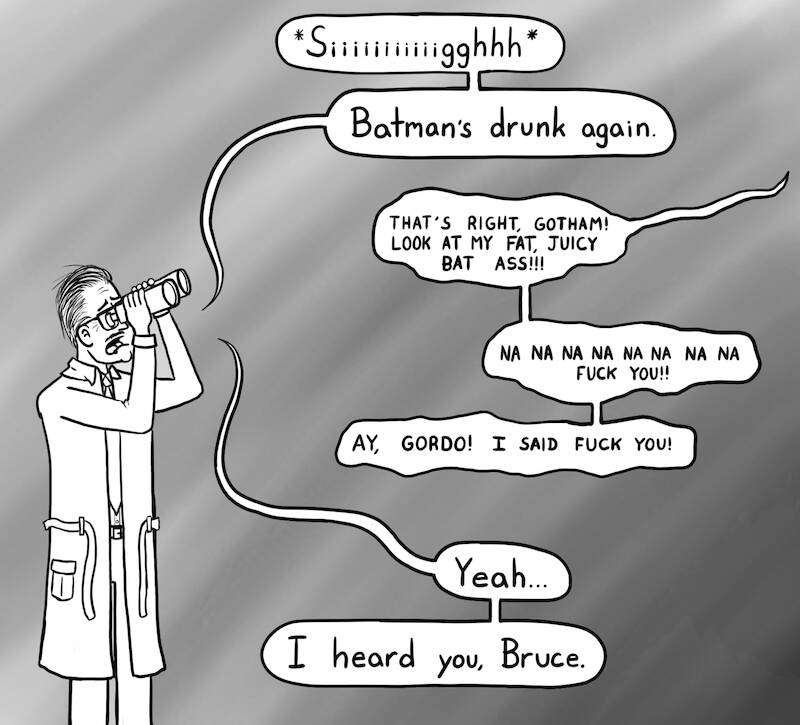 *Siiiiiiiiiiigghhh*
Batman's drunk again.
THAT'S RIGHT, GOTHAM!
LOOK AT MY FAT, JUICY
BAT ASS!!!
NA NA NA NA NA NA NA NA
FUCK YOU!!
AY, GORDO! I SAID FUCK YOU!
Yeah...
I heard you, Bruce.